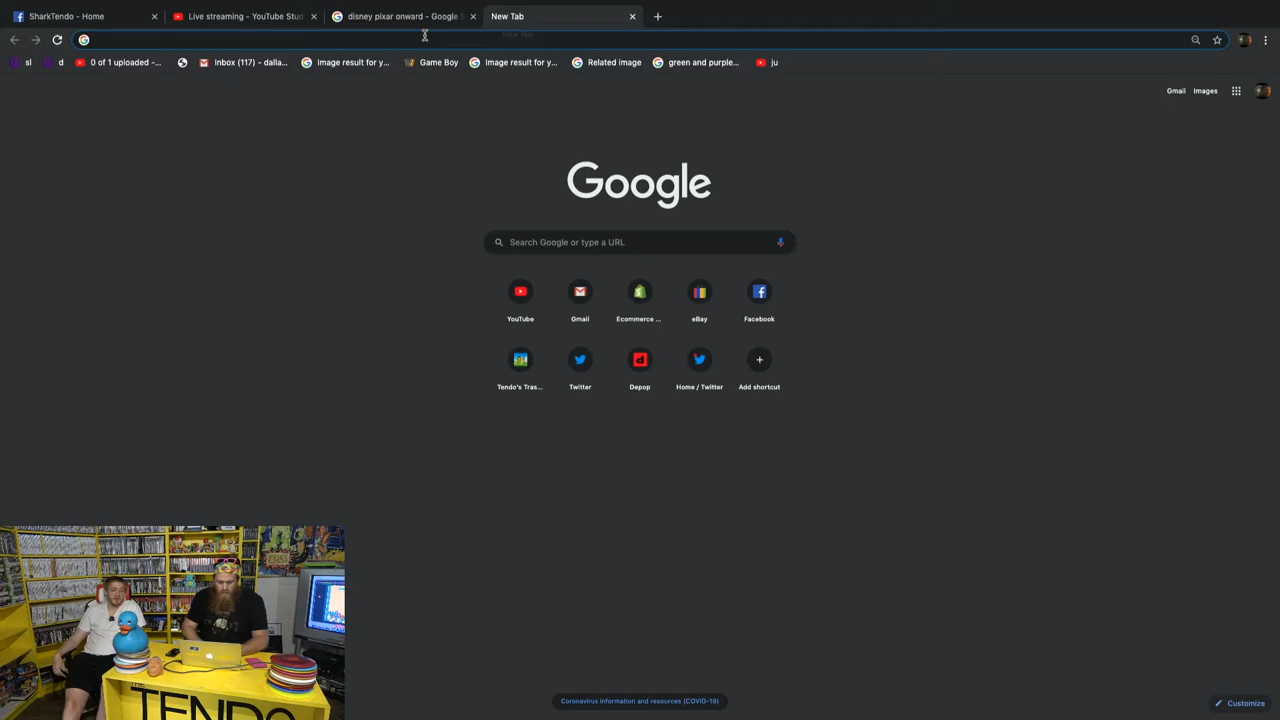 SharkTendo - Home
Live streaming - YouTube Stud
disney pixar onward - Google S
New Tab
New Tab
sl
d
0 of 1 uploaded -...
Inbox (117) - dalla...
Image result for y...
Game Boy
Image result for y...
Related image
green and purple...
ju
Gmail
Images
Google
Search Google or type a URL
YouTube
Gmail
Ecommerce ...
eBay
Facebook
Tendo's Tras...
Twitter
Depop
Home / Twitter
Add shortcut
THE
TENDO
Coronavirus information and resources (COVID-19)
Customize